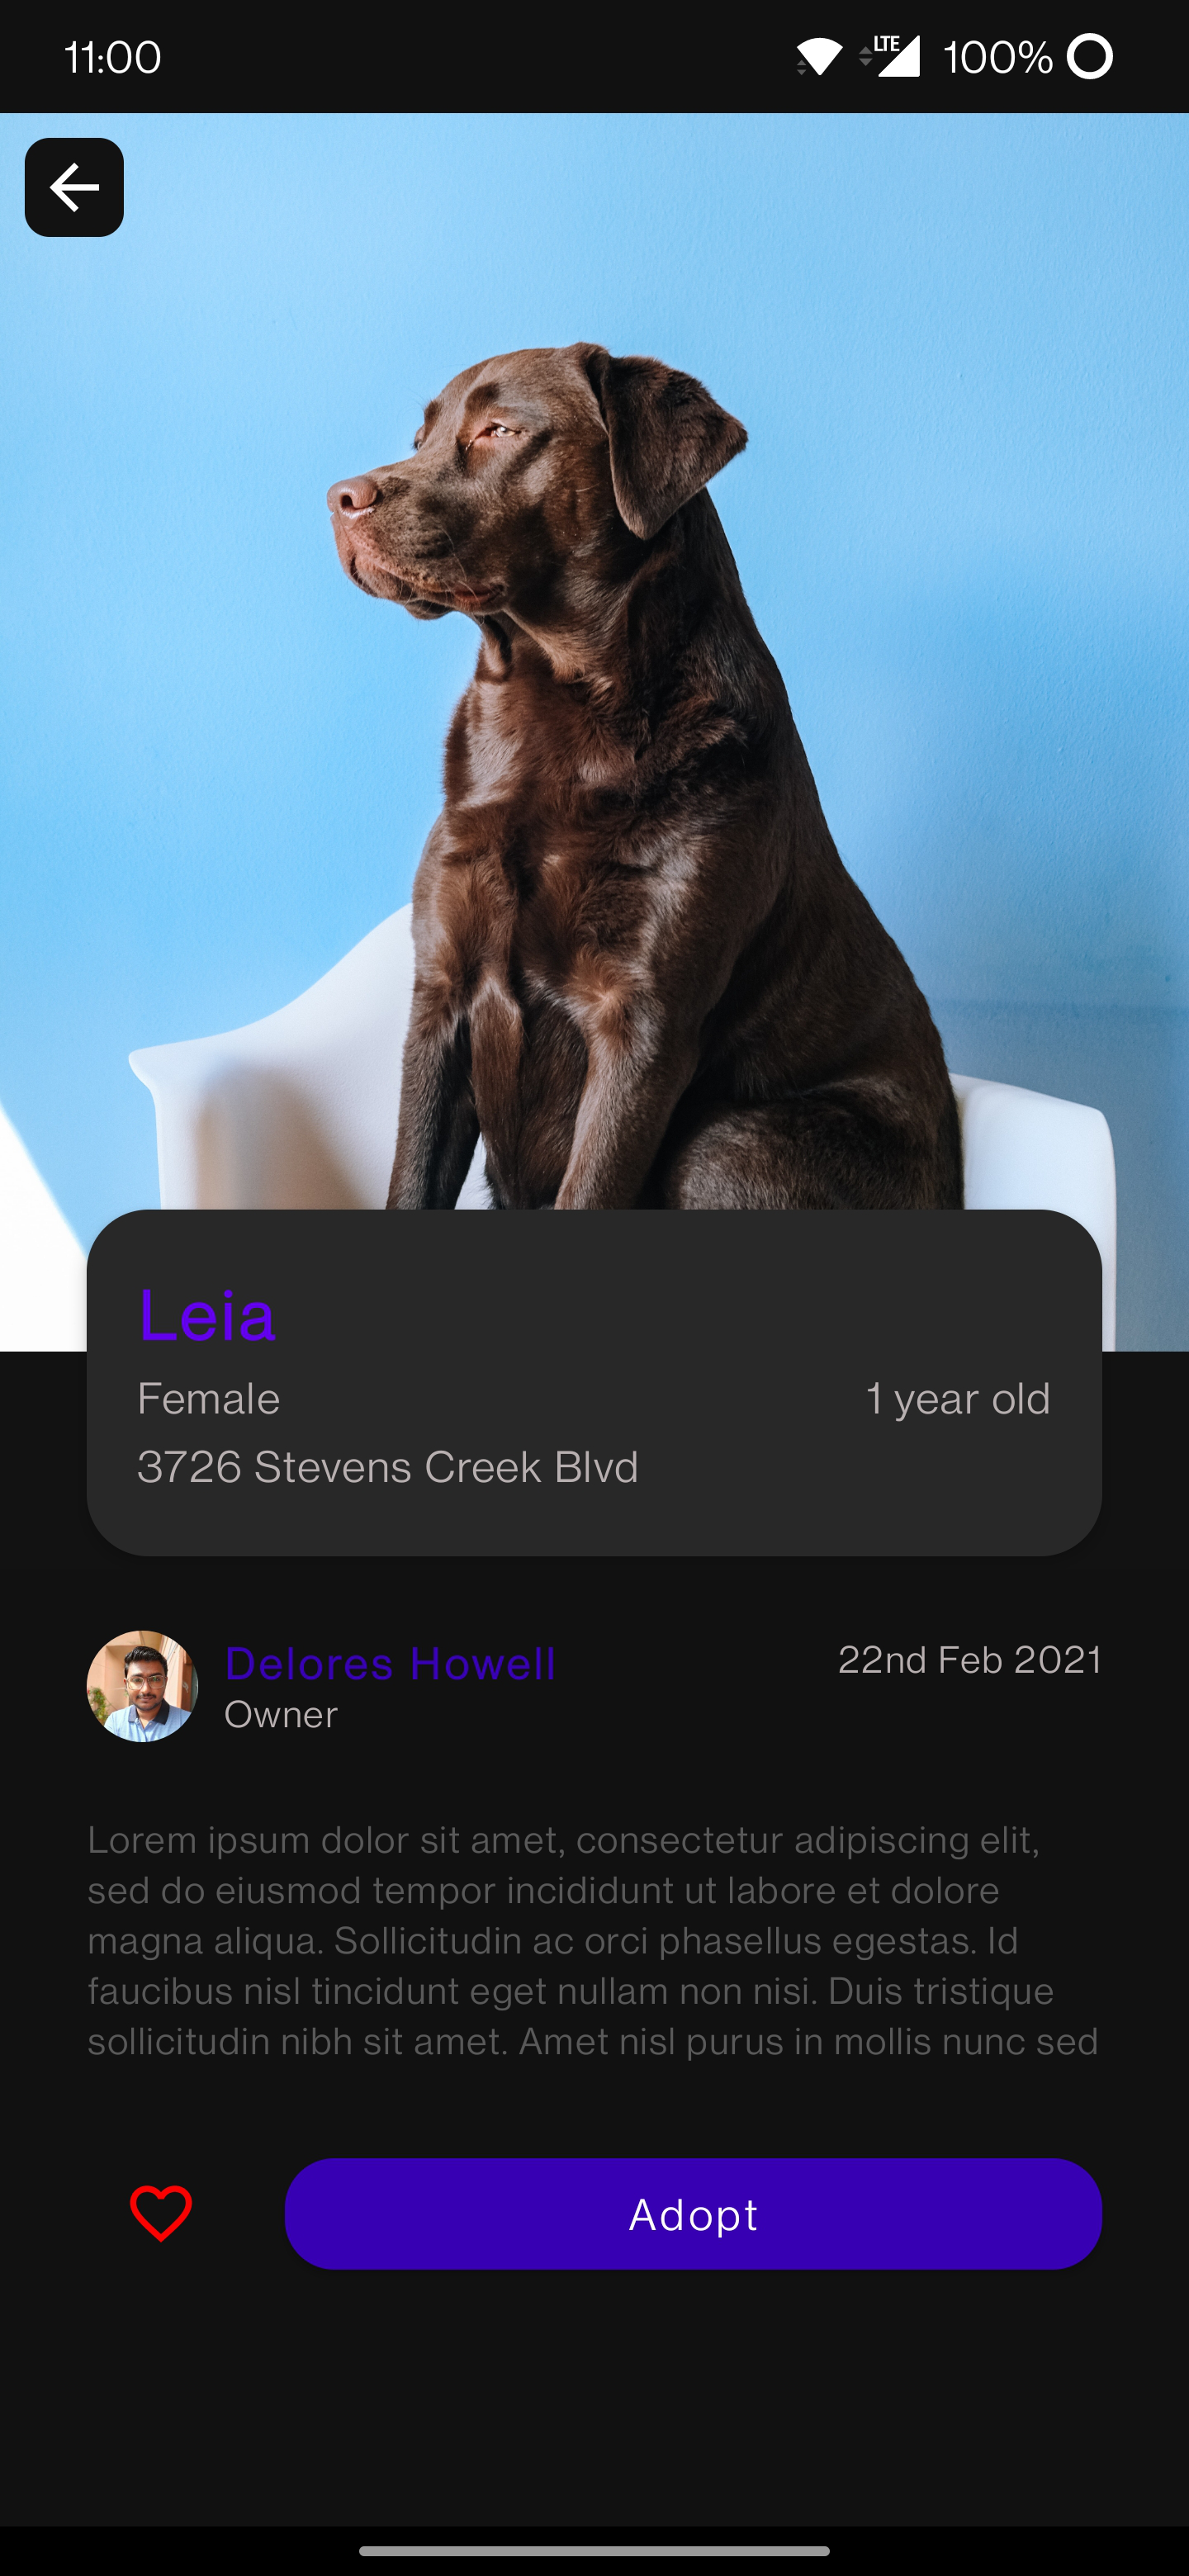 11:00
LTE 100%
Leia
Female 1 year old
3726 Stevens Creek Blvd
Delores Howell 22nd Feb 2021
Owner
Lorem ipsum dolor sit amet, consectetur adipiscing elit,
sed do eiusmod tempor incididunt ut labore et dolore
magna aliqua. Sollicitudin ac orci phasellus egestas. Id
faucibus nisl tincidunt eget nullam non nisi. Duis tristique
sollicitudin nibh sit amet. Amet nisl purus in mollis nunc sed
Adopt